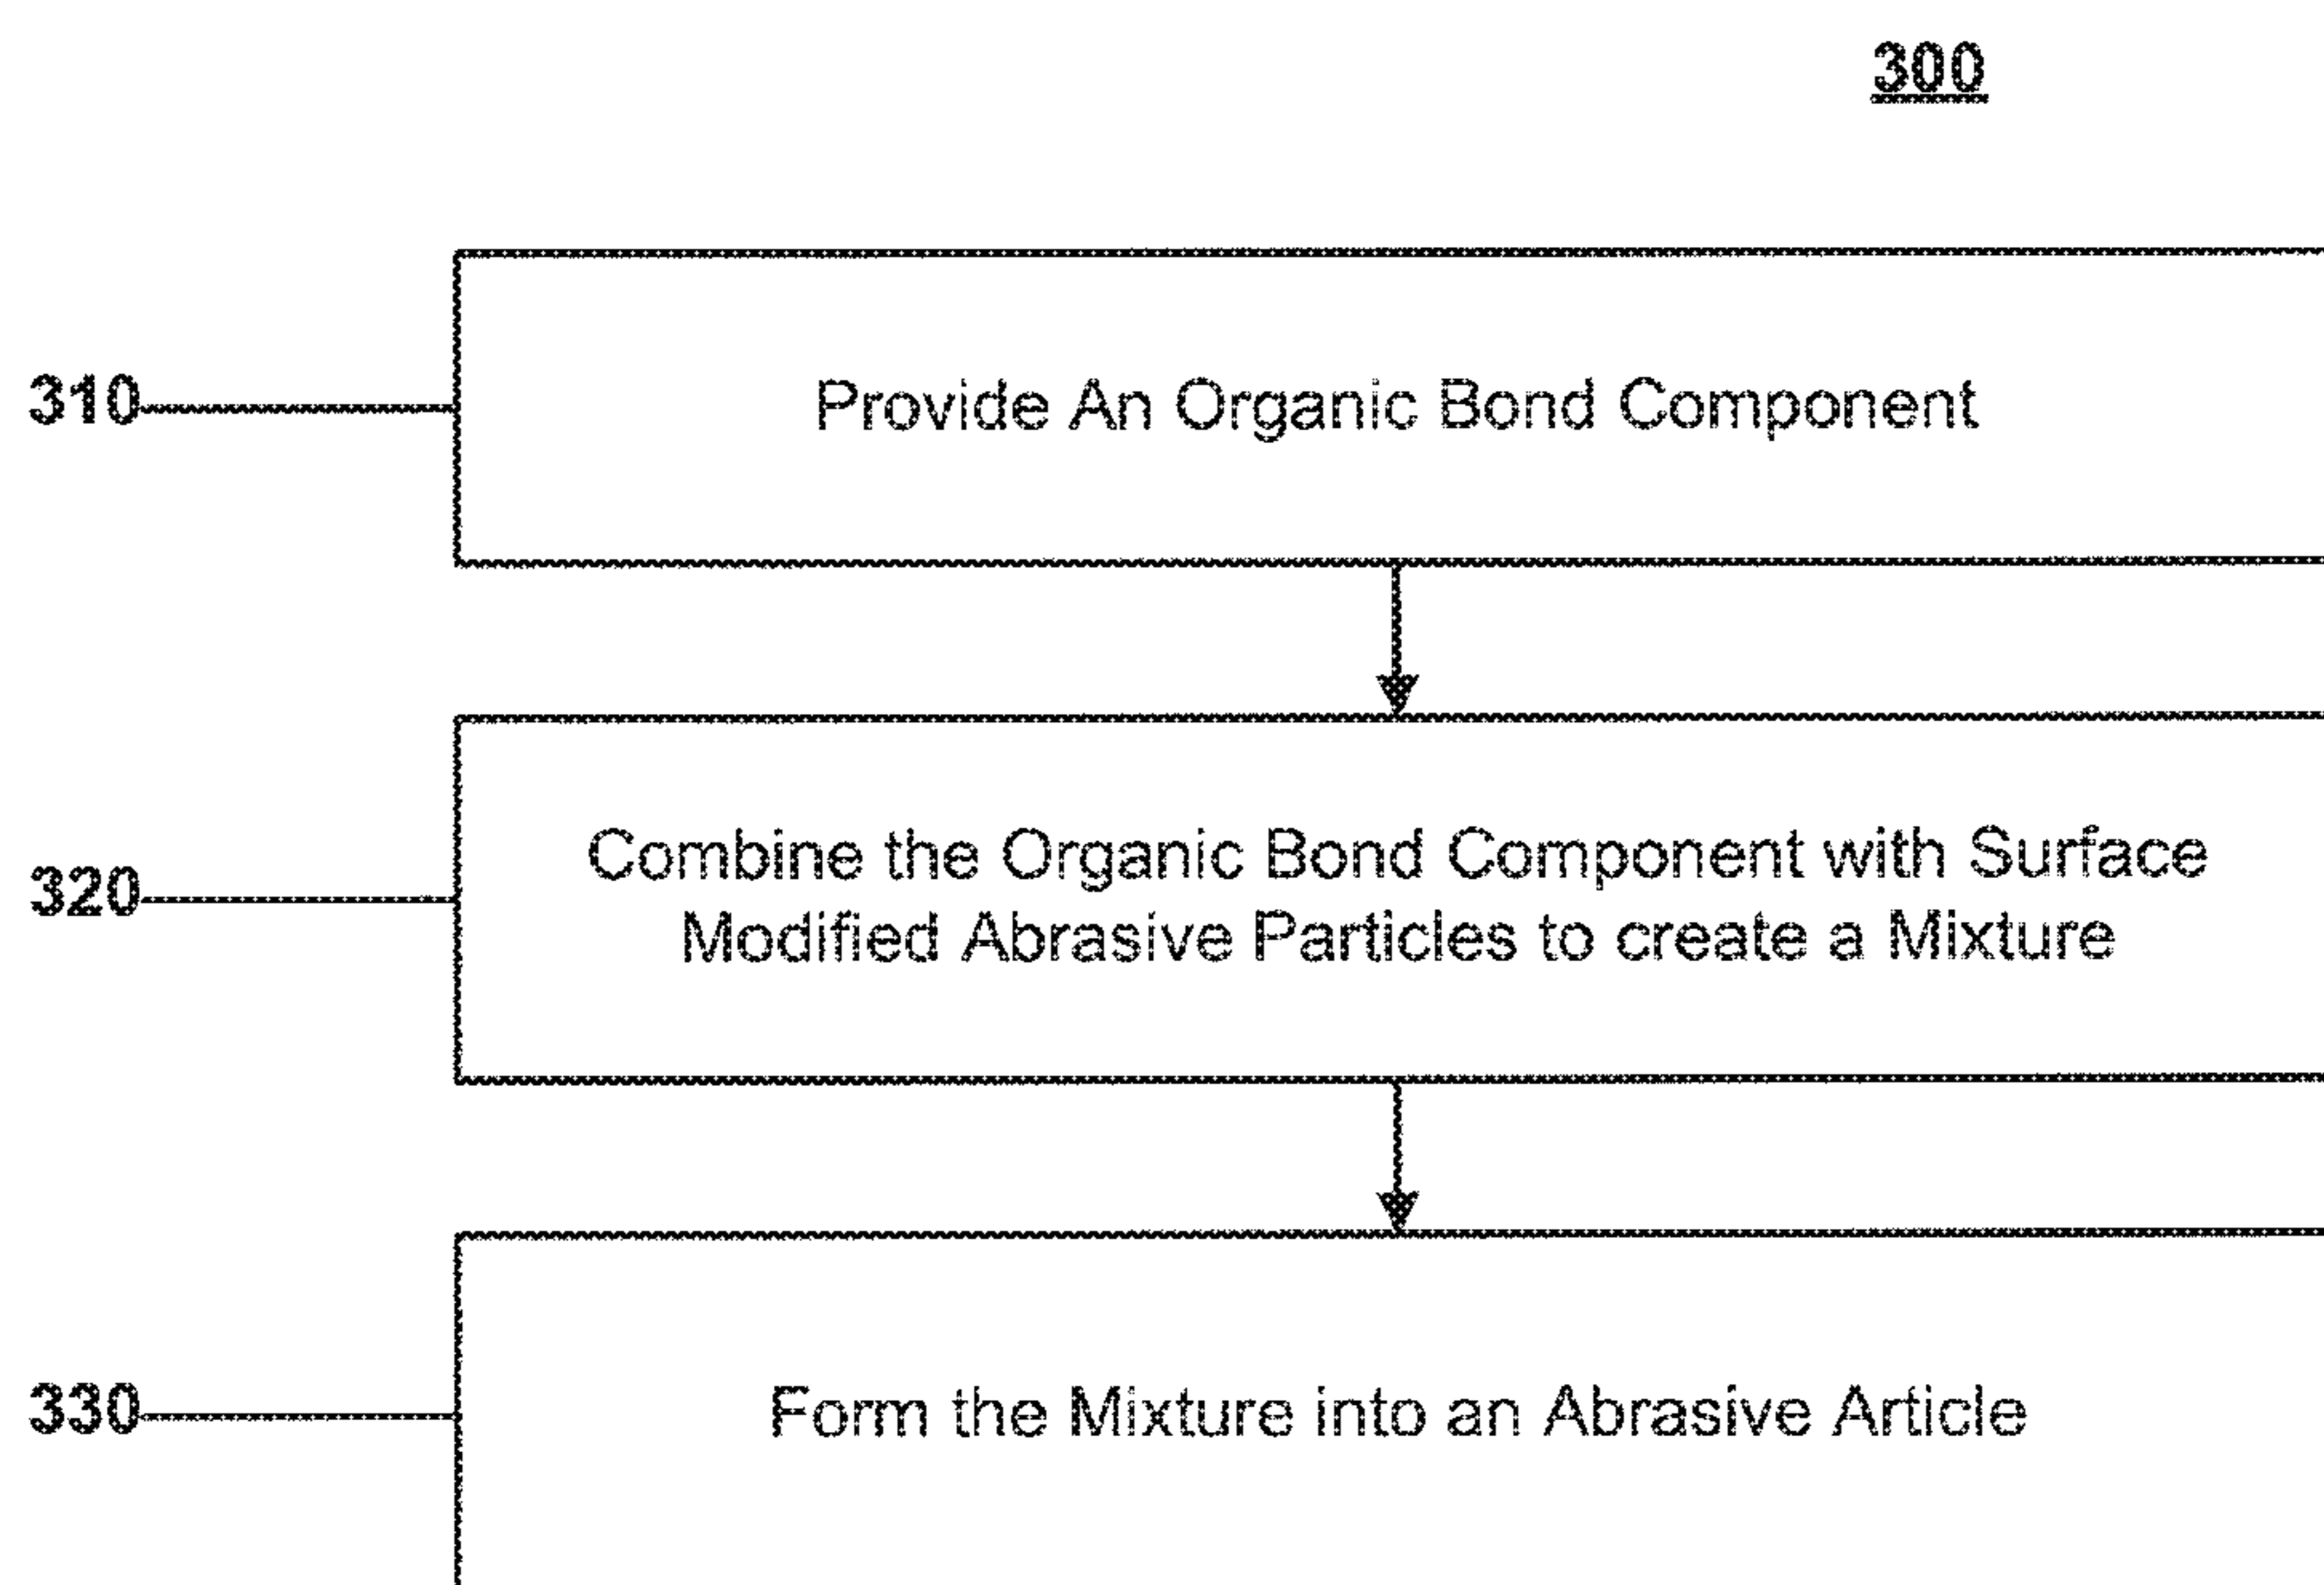 300
310
Provide An Organic Bond Component
320
Combine the Organic Bond Component with Surface
Modified Abrasive Particles to create a Mixture
330
Form the Mixture into an Abrasive Article